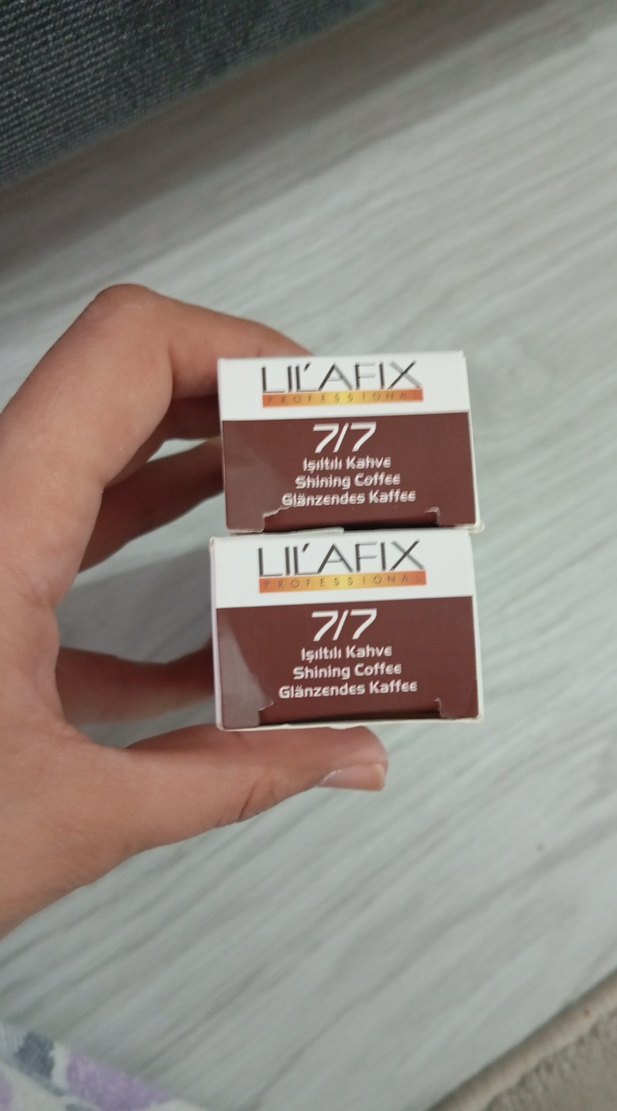 LIL'AFIX
PROFESSIONAL
7/7
Işıltılı Kahve
Shining Coffee
Glänzendes Kaffee
LIL'AFIX
PROFESSIONAL
7/7
Işıltılı Kahve
Shining Coffee
Glänzendes Kaffee